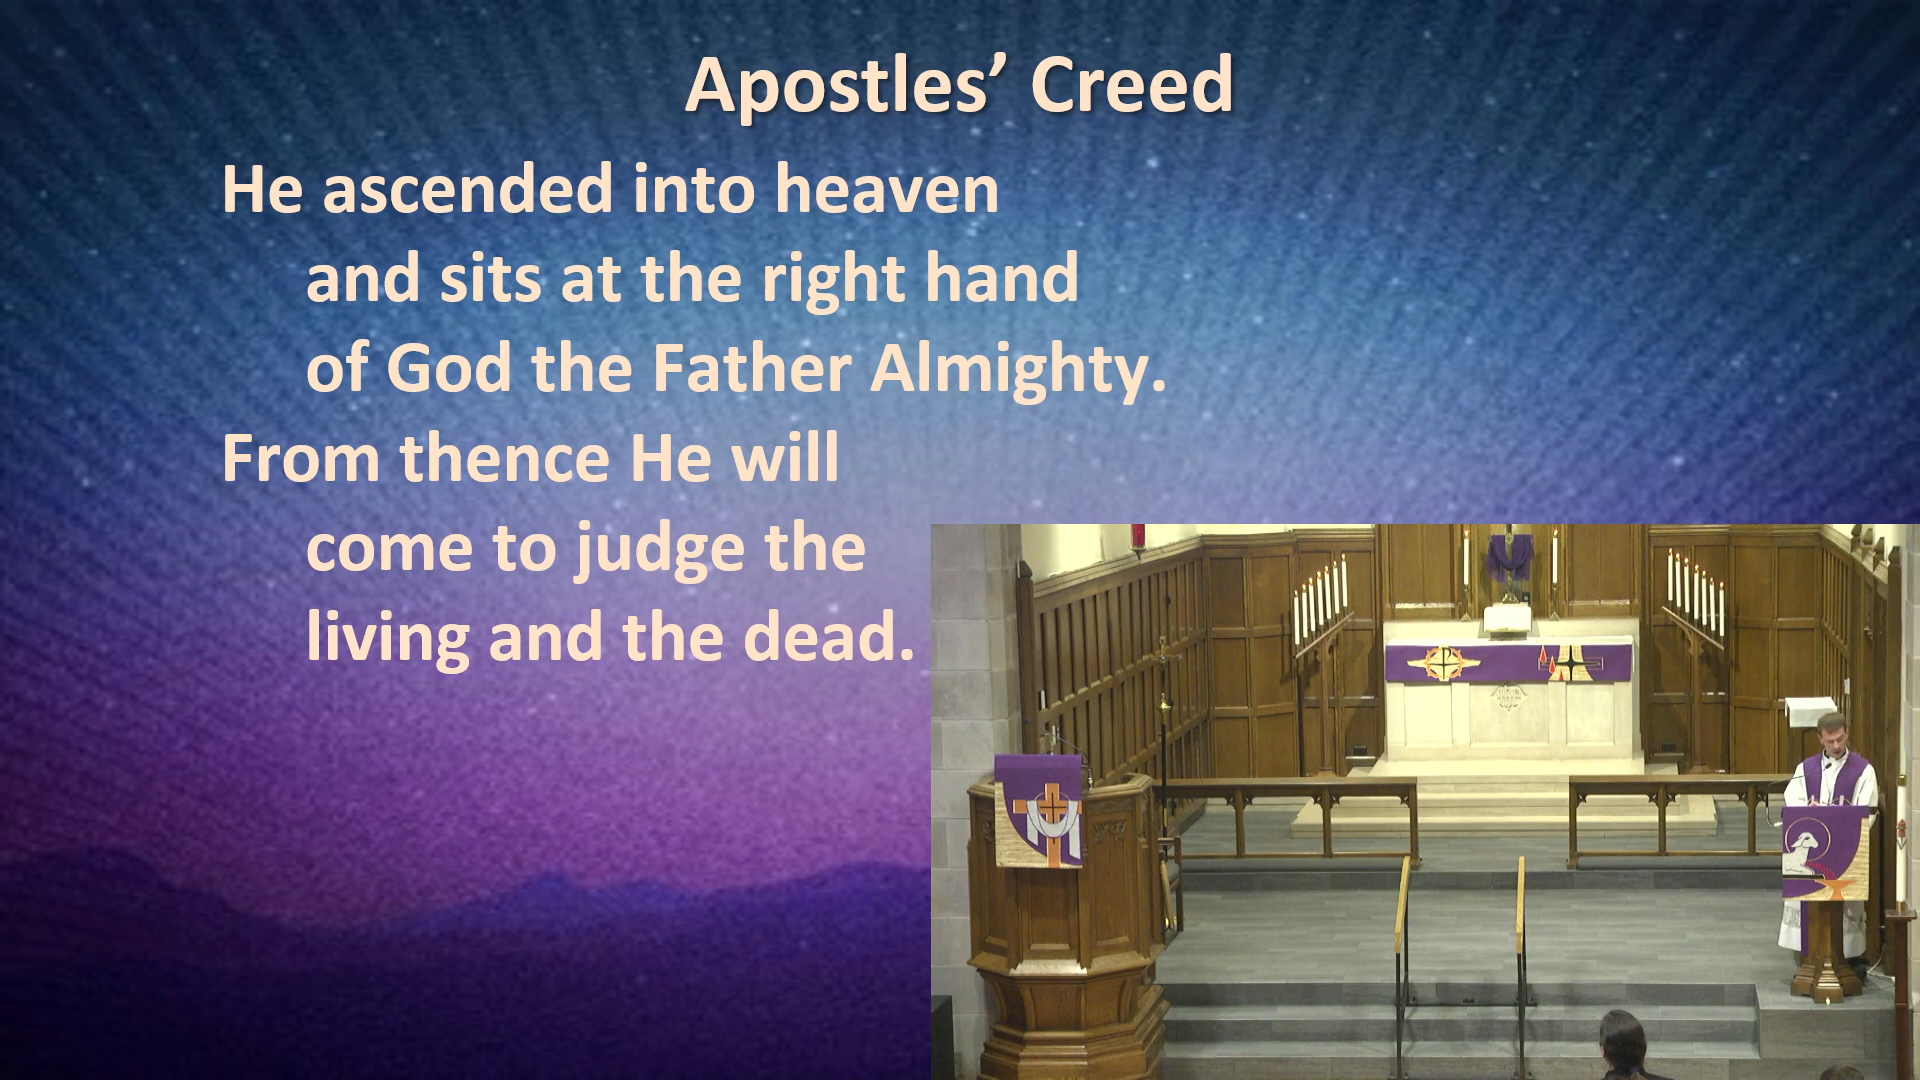 Apostles’ Creed
He ascended into heaven
and sits at the right hand
of God the Father Almighty.
From thence He will
come to judge the
living and the dead.